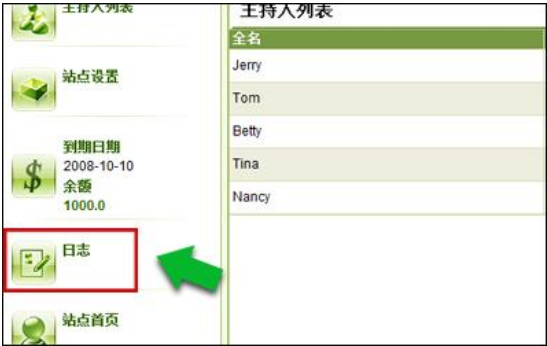 主持人列表
站点设置
到期日期
2008-10-10
余额
1000.0
日志
站点首页
主持人列表
全名
Jerry
Tom
Betty
Tina
Nancy